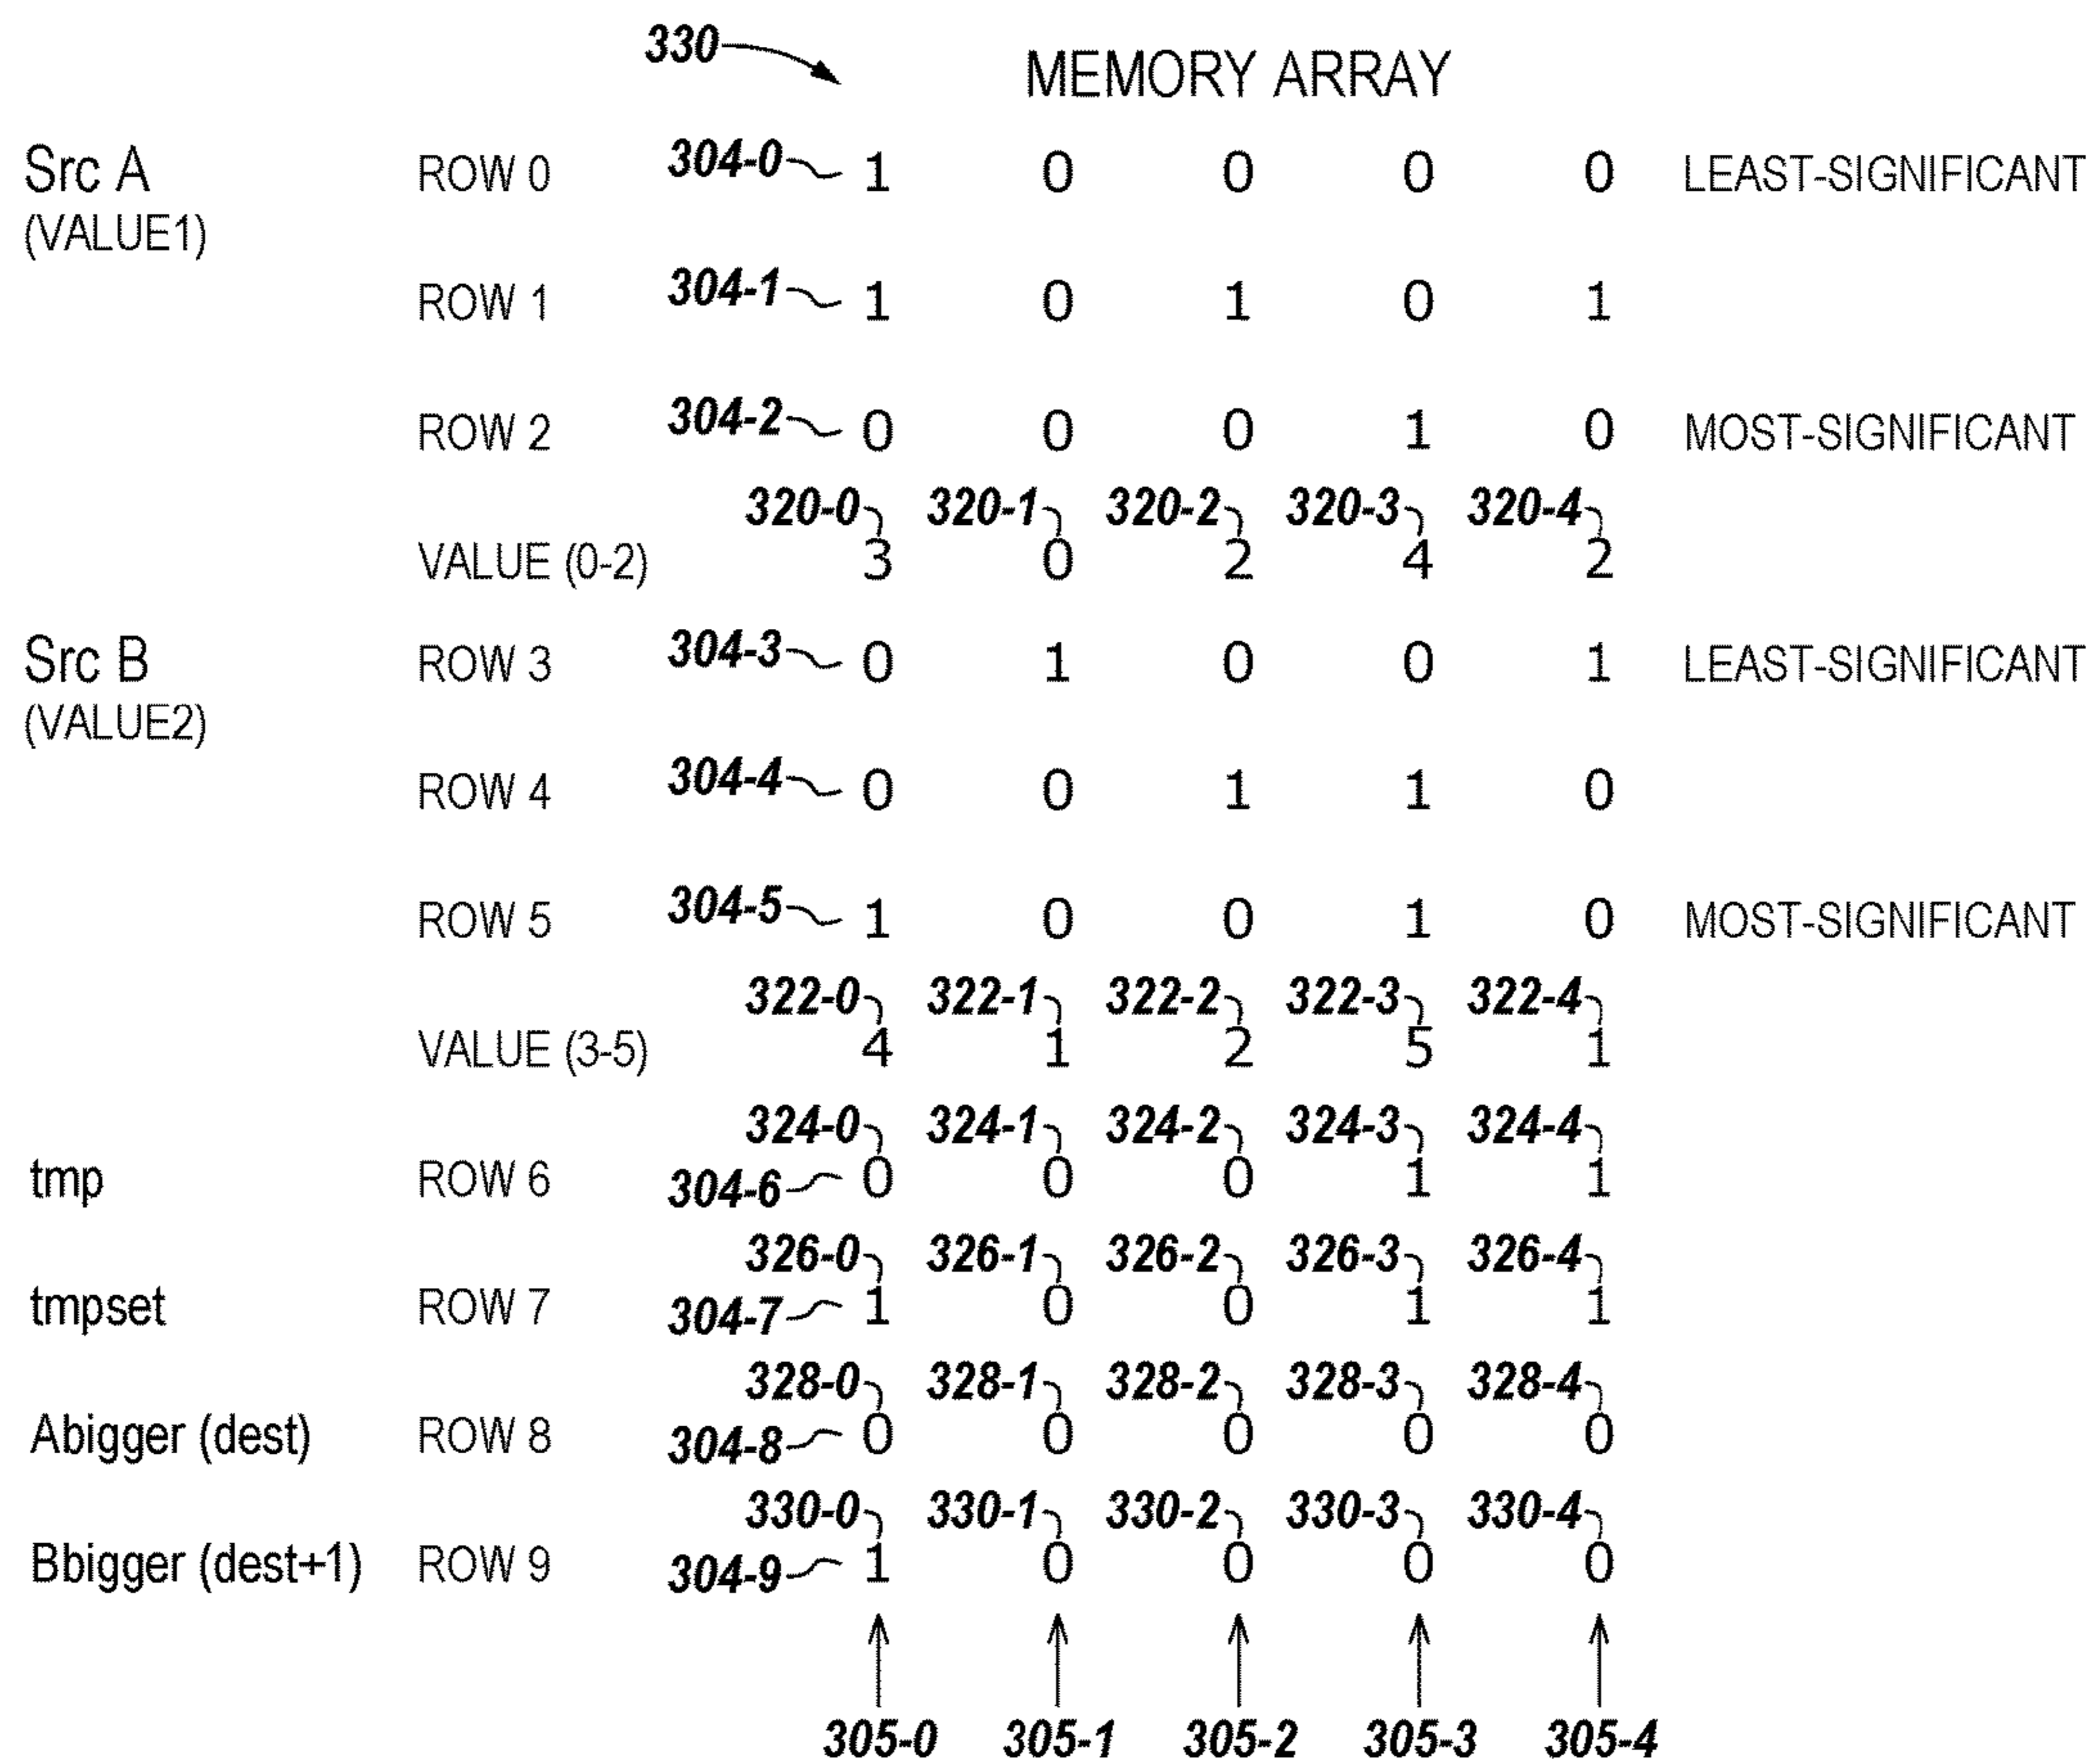 330 MEMORY ARRAY
Src A ROW 0 304-0 1 0 0 0 0 LEAST-SIGNIFICANT
(VALUE1)
ROW 1 304-1 1 0 1 0 1
ROW 2 304-2 0 0 0 1 0 MOST-SIGNIFICANT
320-0 320-1 320-2 320-3 320-4
VALUE (0-2) 3 0 2 4 2
Src B ROW 3 304-3 0 1 0 0 1 LEAST-SIGNIFICANT
(VALUE2)
ROW 4 304-4 0 0 1 1 0
ROW 5 304-5 1 0 0 1 0 MOST-SIGNIFICANT
322-0 322-1 322-2 322-3 322-4
VALUE (3-5) 4 1 2 5 1
324-0 324-1 324-2 324-3 324-4
tmp ROW 6 304-6 0 0 0 1 1
326-0 326-1 326-2 326-3 326-4
tmpset ROW 7 304-7 1 0 0 1 1
328-0 328-1 328-2 328-3 328-4
Abigger (dest) ROW 8 304-8 0 0 0 0 0
330-0 330-1 330-2 330-3 330-4
Bbigger (dest+1) ROW 9 304-9 1 0 0 0 0
305-0 305-1 305-2 305-3 305-4